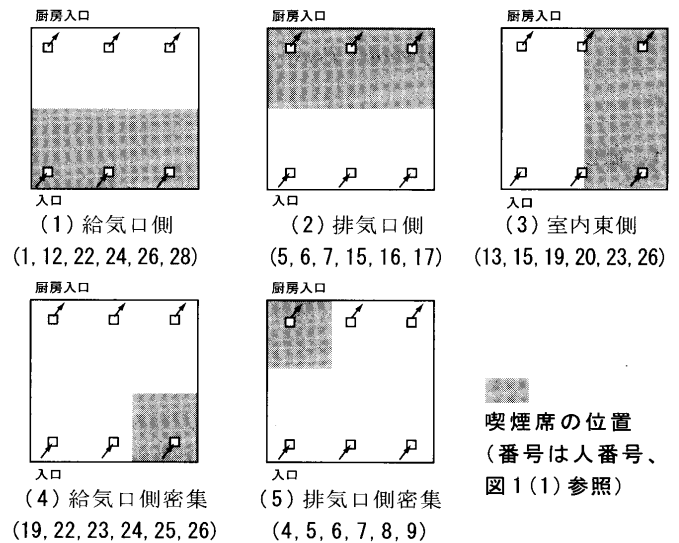 厨房入口
厨房入口
厨房入口
入口
入口
入口
(1)給気口側
(2)排気口側
(3)室内東側
(1, 12, 22, 24, 26, 28)
(5, 6, 7, 15, 16, 17)
(13, 15, 19, 20, 23, 26)
厨房入口
厨房入口
入口
入口
(4)給気口側密集
(5)排気口側密集
(19, 22, 23, 24, 25, 26)
(4, 5, 6, 7, 8, 9)
喫煙席の位置
(番号は人番号、
図1(1)参照)